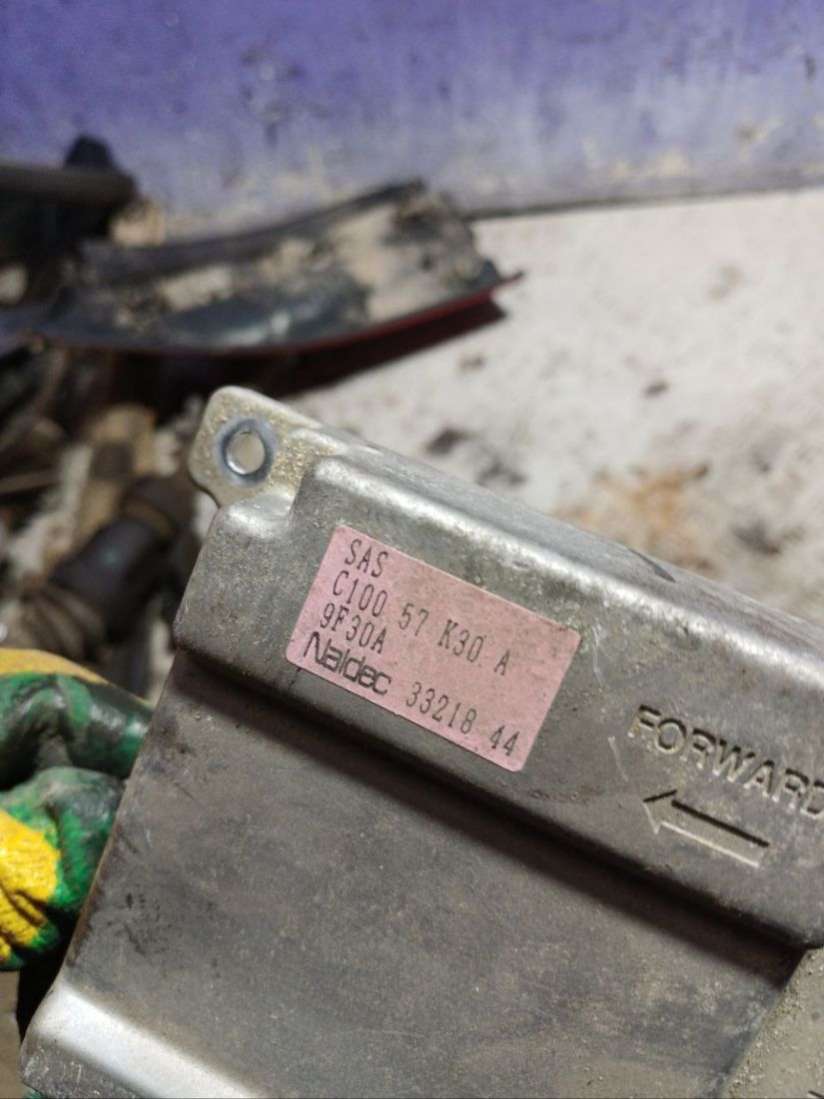 SAS
C100 57 K30 A
9F30A
Naldec 33218 44
FORWARD